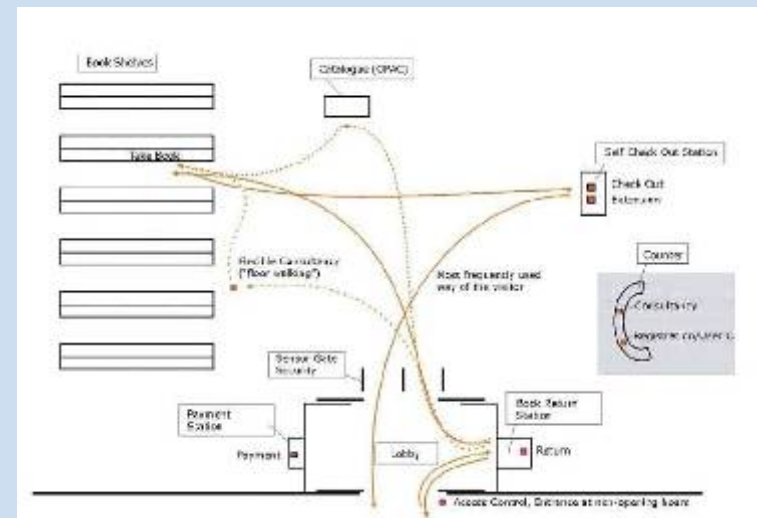 Book Shelves
Catalogue (OPAC)
Take Book
Self Check Out Station
Check Out
Extension
Flexible Consultancy
("floor walking")
Most frequently used
way of the visitor
Counter
Consultancy
Sensor Gate
Security
Payment
Station
Book Return
Station
Payment
Lobby
Return
Access Control, Entrance at non-opening hours